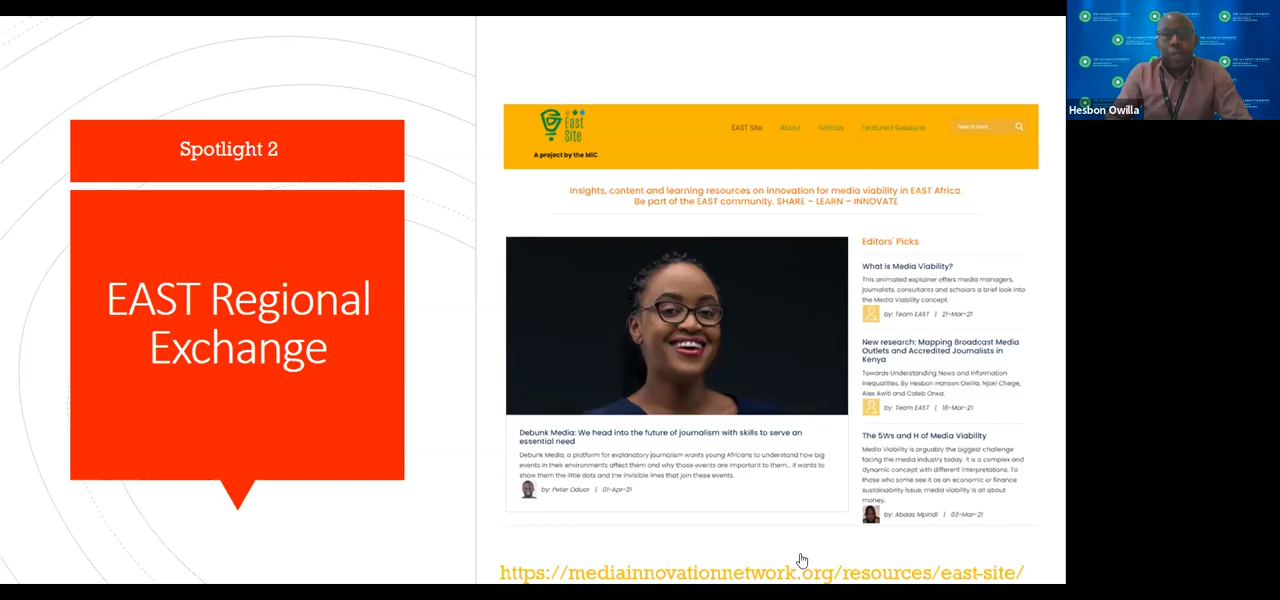 Spotlight 2
EAST Regional
Exchange
East
Site
A project by the MiC
EAST Site
About
Articles
Featured Sessions
Search here...
Insights, content and learning resources on innovation for media viability in EAST Africa.
Be part of the EAST community. SHARE – LEARN – INNOVATE
Debunk Media: We head into the future of journalism with skills to serve an
essential need
Debunk Media, a platform for explanatory journalism wants young Africans to understand how big
events in their environments affect them and why those events are important to them... it wants to
show them the little dots and the invisible lines that join these events.
by: Peter Oduor | 01-Apr-21
Editors' Picks
What is Media Viability?
This animated explainer offers media managers,
journalists, consultants and scholars a brief look into
the Media Viability concept.
by: Team EAST | 21-Mar-21
New research: Mapping Broadcast Media
Outlets and Accredited Journalists in
Kenya
Towards Understanding News and Information
Inequalities. By Hesbon Hansen Owilla, Njoki Chege,
Alex Awiti and Caleb Orwa.
by: Team EAST | 18-Mar-21
The 5Ws and H of Media Viability
Media Viability is arguably the biggest challenge
facing the media industry today. It is a complex and
dynamic concept with different interpretations. To
those who some see it as an economic or finance
sustainability issue, media viability is all about
money.
by: Abaas Mpindi | 03-Mar-21
https://mediainnovationnetwork.org/resources/east-site/
Hesbon Owilla